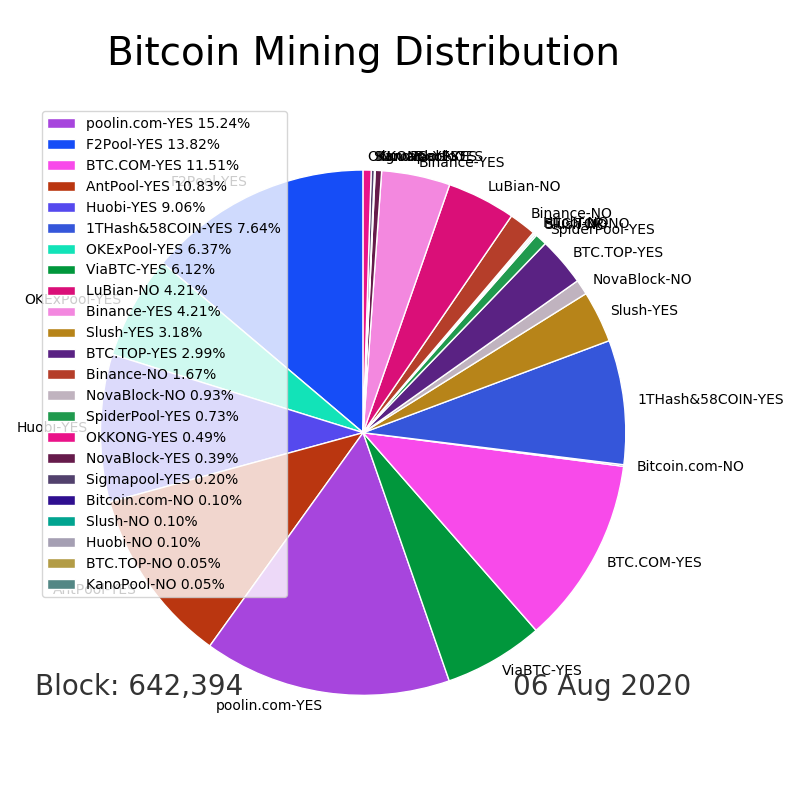 Bitcoin Mining Distribution
poolin.com-YES 15.24%
F2Pool-YES 13.82%
BTC.COM-YES 11.51%
AntPool-YES 10.83%
Huobi-YES 9.06%
1THash&58COIN-YES 7.64%
OKExPool-YES 6.37%
ViaBTC-YES 6.12%
LuBian-NO 4.21%
Binance-YES 4.21%
Slush-YES 3.18%
BTC.TOP-YES 2.99%
Binance-NO 1.67%
NovaBlock-NO 0.93%
SpiderPool-YES 0.73%
OKKONG-YES 0.49%
NovaBlock-YES 0.39%
Sigmapool-YES 0.20%
Bitcoin.com-NO 0.10%
Slush-NO 0.10%
Huobi-NO 0.10%
BTC.TOP-NO 0.05%
KanoPool-NO 0.05%
Binance-YES
LuBian-NO
Binance-NO
SpiderPool-YES
BTC.TOP-YES
NovaBlock-NO
Slush-YES
1THash&58COIN-YES
Bitcoin.com-NO
BTC.COM-YES
ViaBTC-YES
poolin.com-YES
AntPool-YES
Huobi-YES
OKExPool-YES
F2Pool-YES
Block: 642,394
06 Aug 2020